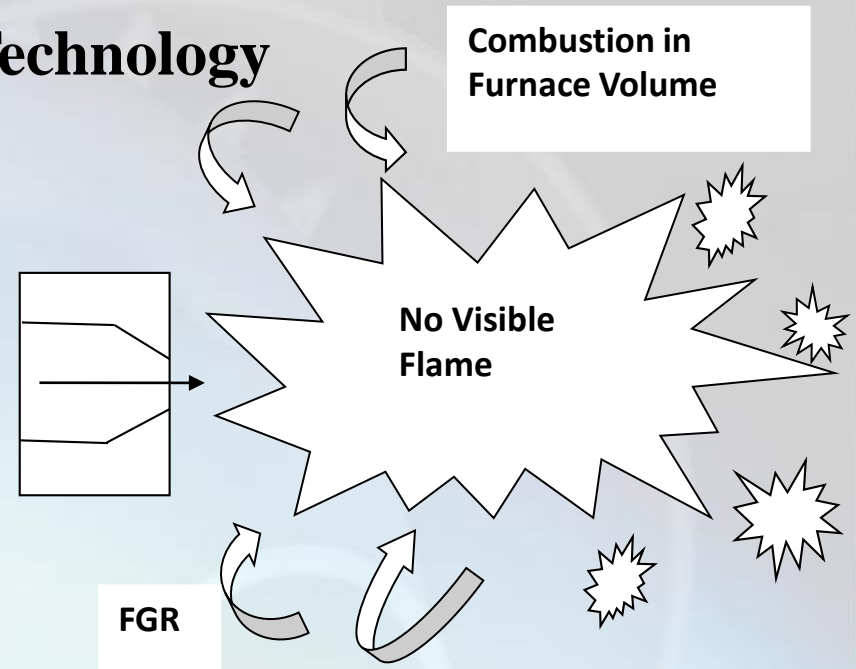 Technology
Combustion in
Furnace Volume
No Visible
Flame
FGR